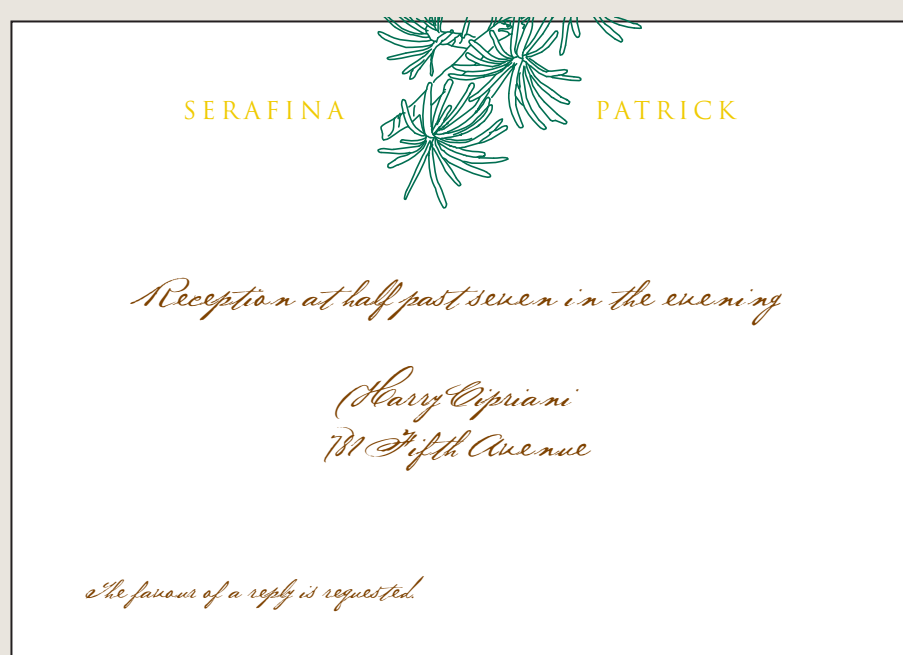 SERAFINA PATRICK
Reception at half past seven in the evening
Harry Cipriani
781 Fifth Avenue
The favour of a reply is requested.